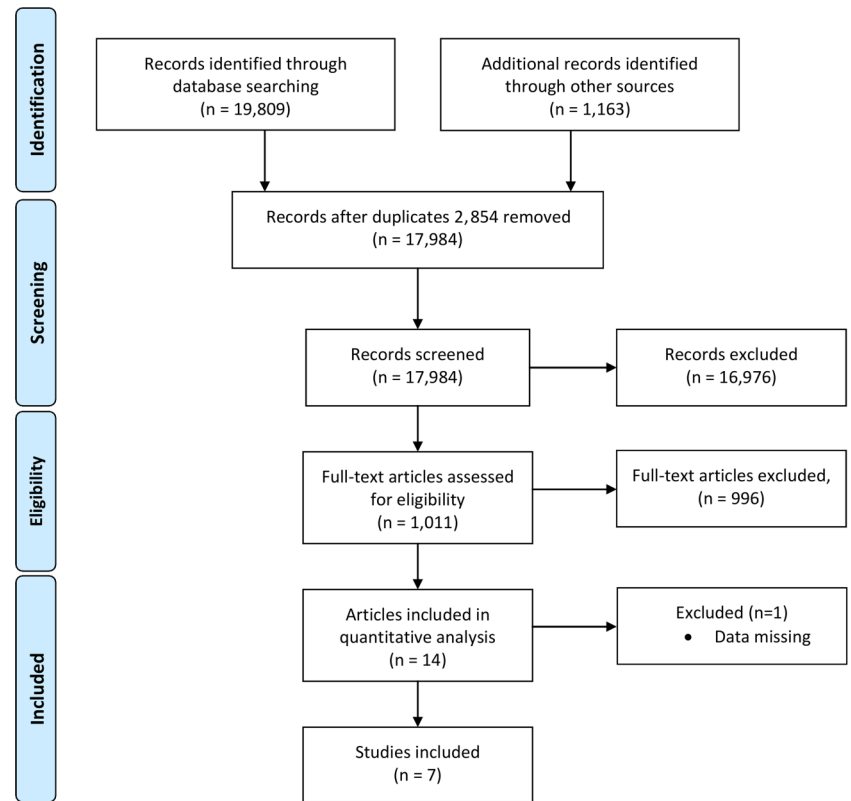 Identification
Records identified through
database searching
(n = 19,809)
Additional records identified
through other sources
(n = 1,163)
Screening
Records after duplicates 2,854 removed
(n = 17,984)
Records screened
(n = 17,984)
Records excluded
(n = 16,976)
Eligibility
Full-text articles assessed
for eligibility
(n = 1,011)
Full-text articles excluded,
(n = 996)
Included
Articles included in
quantitative analysis
(n = 14)
Excluded (n=1)
• Data missing
Studies included
(n = 7)